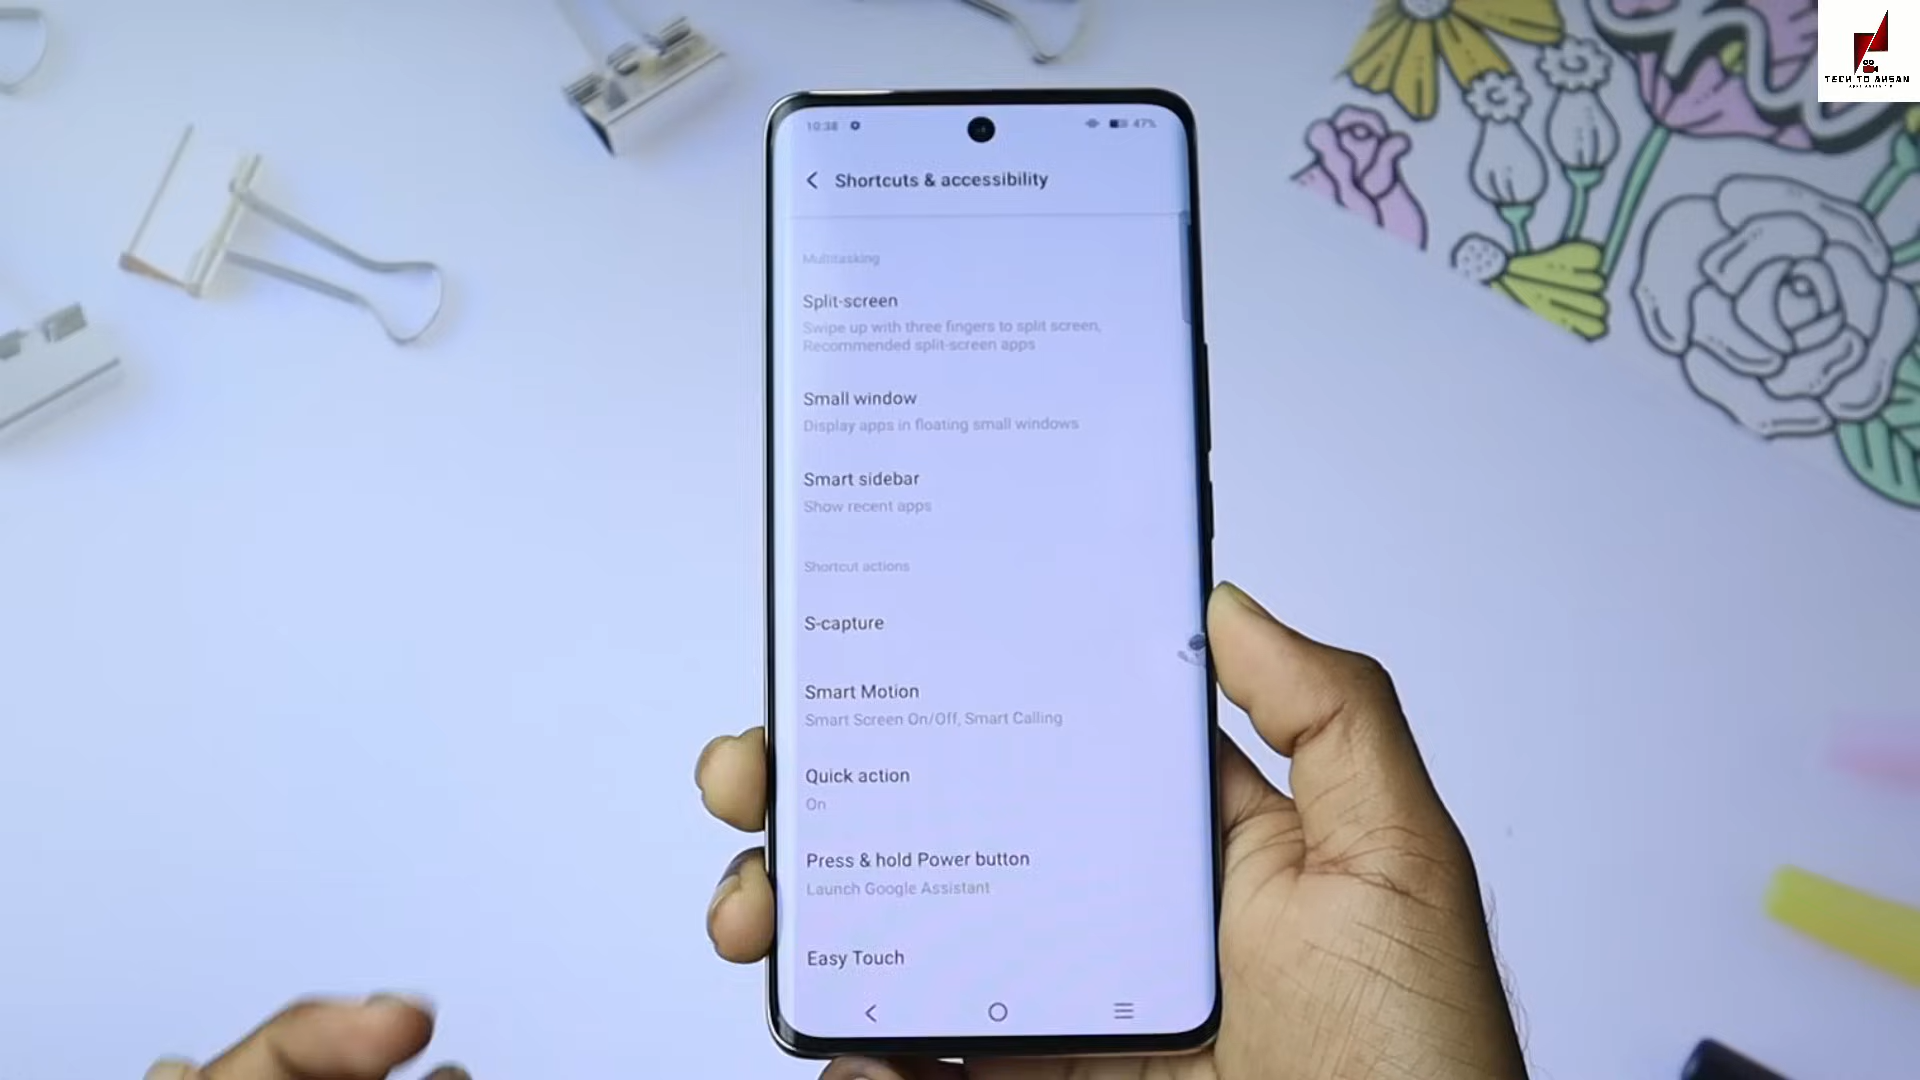 TECH TO AHSAN
10:38
47%
Shortcuts & accessibility
Multitasking
Split-screen
Swipe up with three fingers to split screen,
Recommended split-screen apps
Small window
Display apps in floating small windows
Smart sidebar
Show recent apps
Shortcut actions
S-capture
Smart Motion
Smart Screen On/Off, Smart Calling
Quick action
On
Press & hold Power button
Launch Google Assistant
Easy Touch